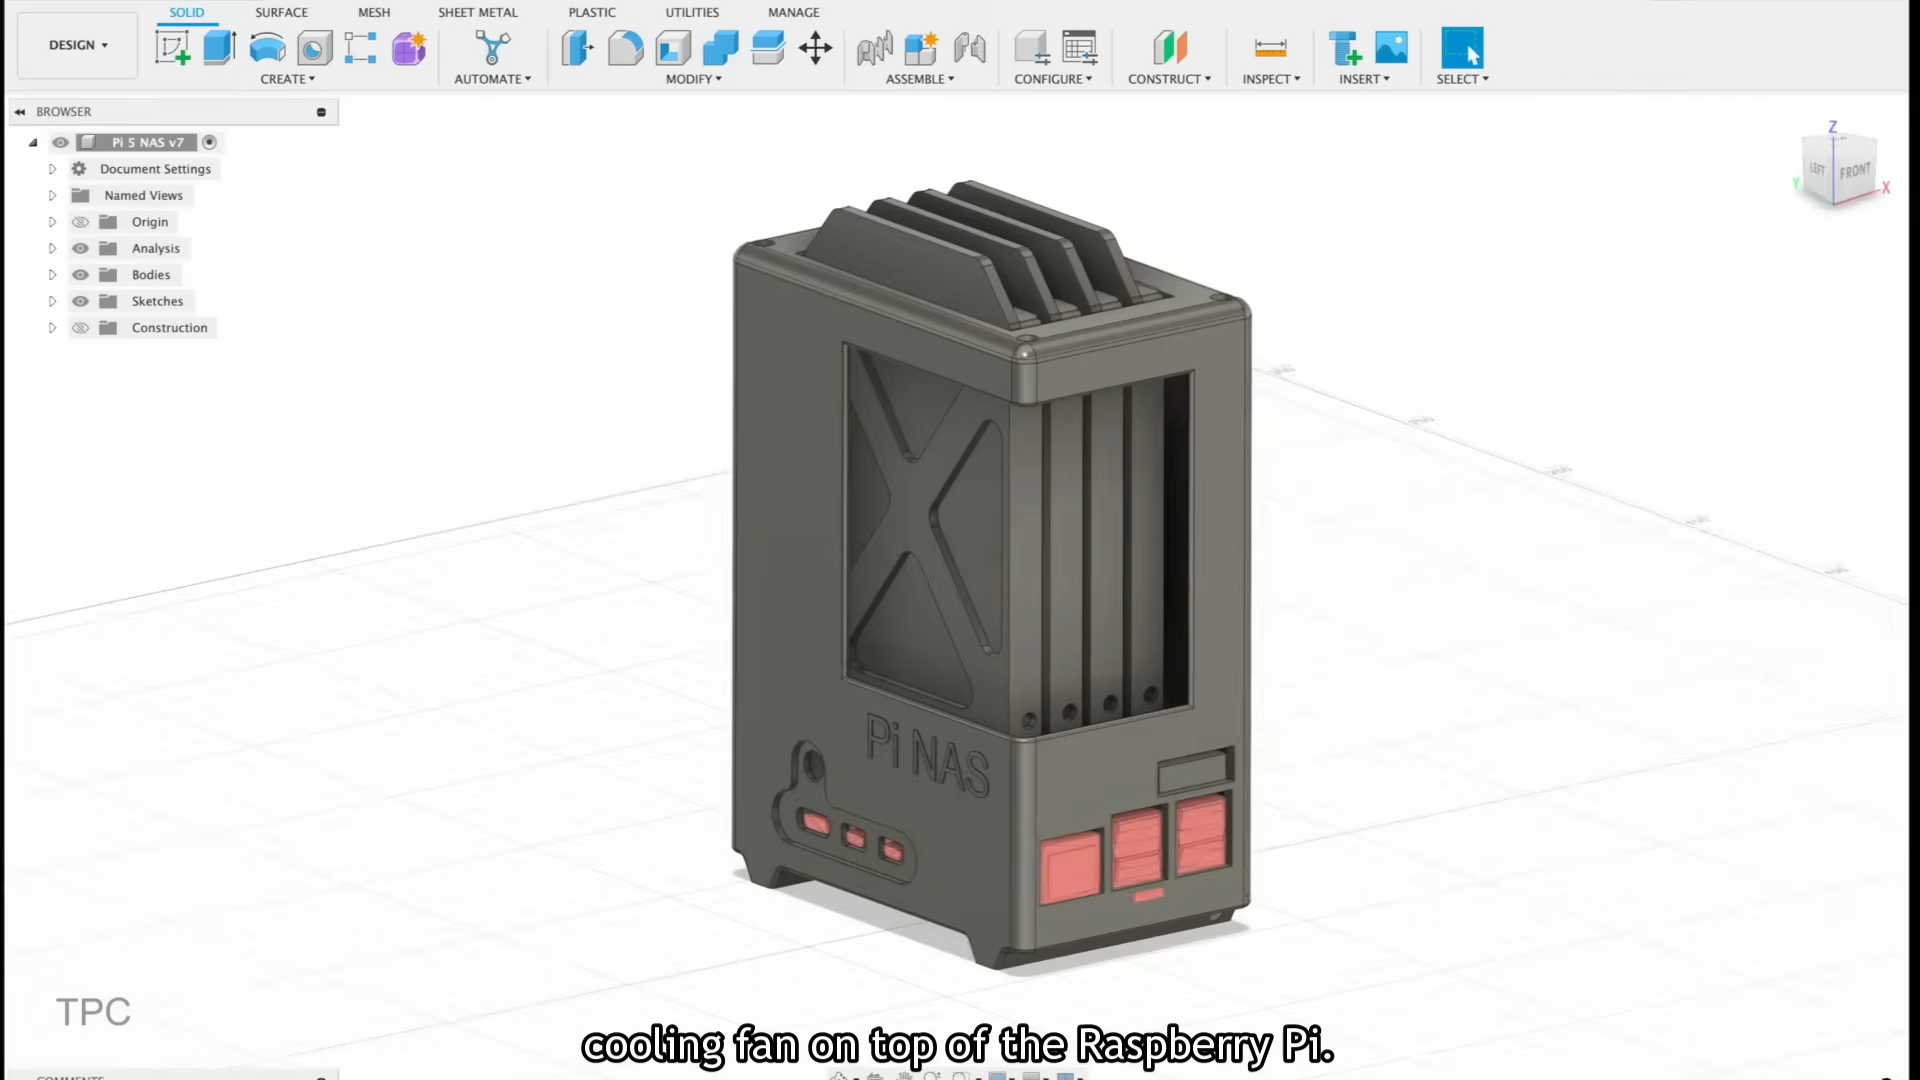 SOLID SURFACE MESH SHEET METAL PLASTIC UTILITIES MANAGE
DESIGN
CREATE AUTOMATE MODIFY ASSEMBLE CONFIGURE CONSTRUCT INSPECT INSERT SELECT
BROWSER
Pi 5 NAS v7
Document Settings
Named Views
Origin
Analysis
Bodies
Sketches
Construction
Z
LEFT FRONT
Y X
Pi NAS
TPC
cooling fan on top of the Raspberry Pi.
COMMENTS